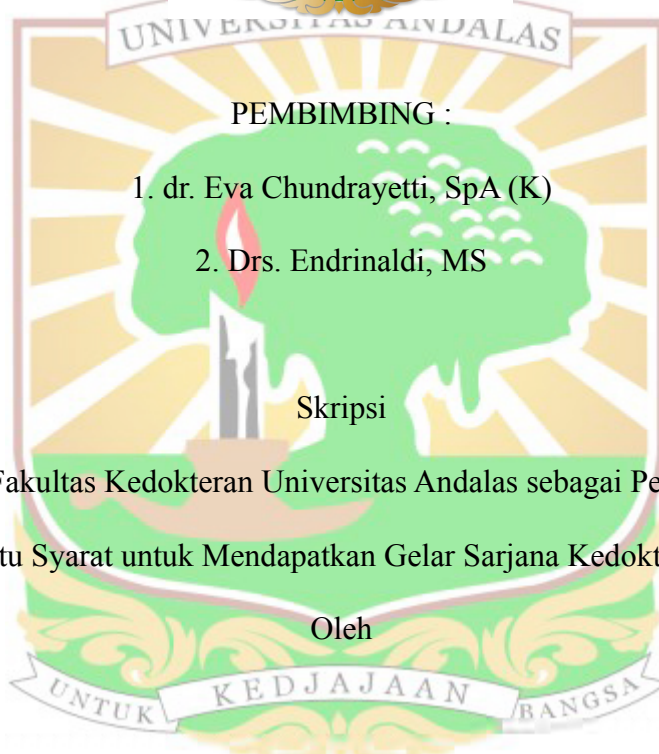 UNIVERSITAS ANDALAS
PEMBIMBING :
1. dr. Eva Chundrayetti, SpA (K)
2. Drs. Endrinaldi, MS
Skripsi
Fakultas Kedokteran Universitas Andalas sebagai Pe
tu Syarat untuk Mendapatkan Gelar Sarjana Kedokt
Oleh
UNTUK KEDJAJAAN BANGSA